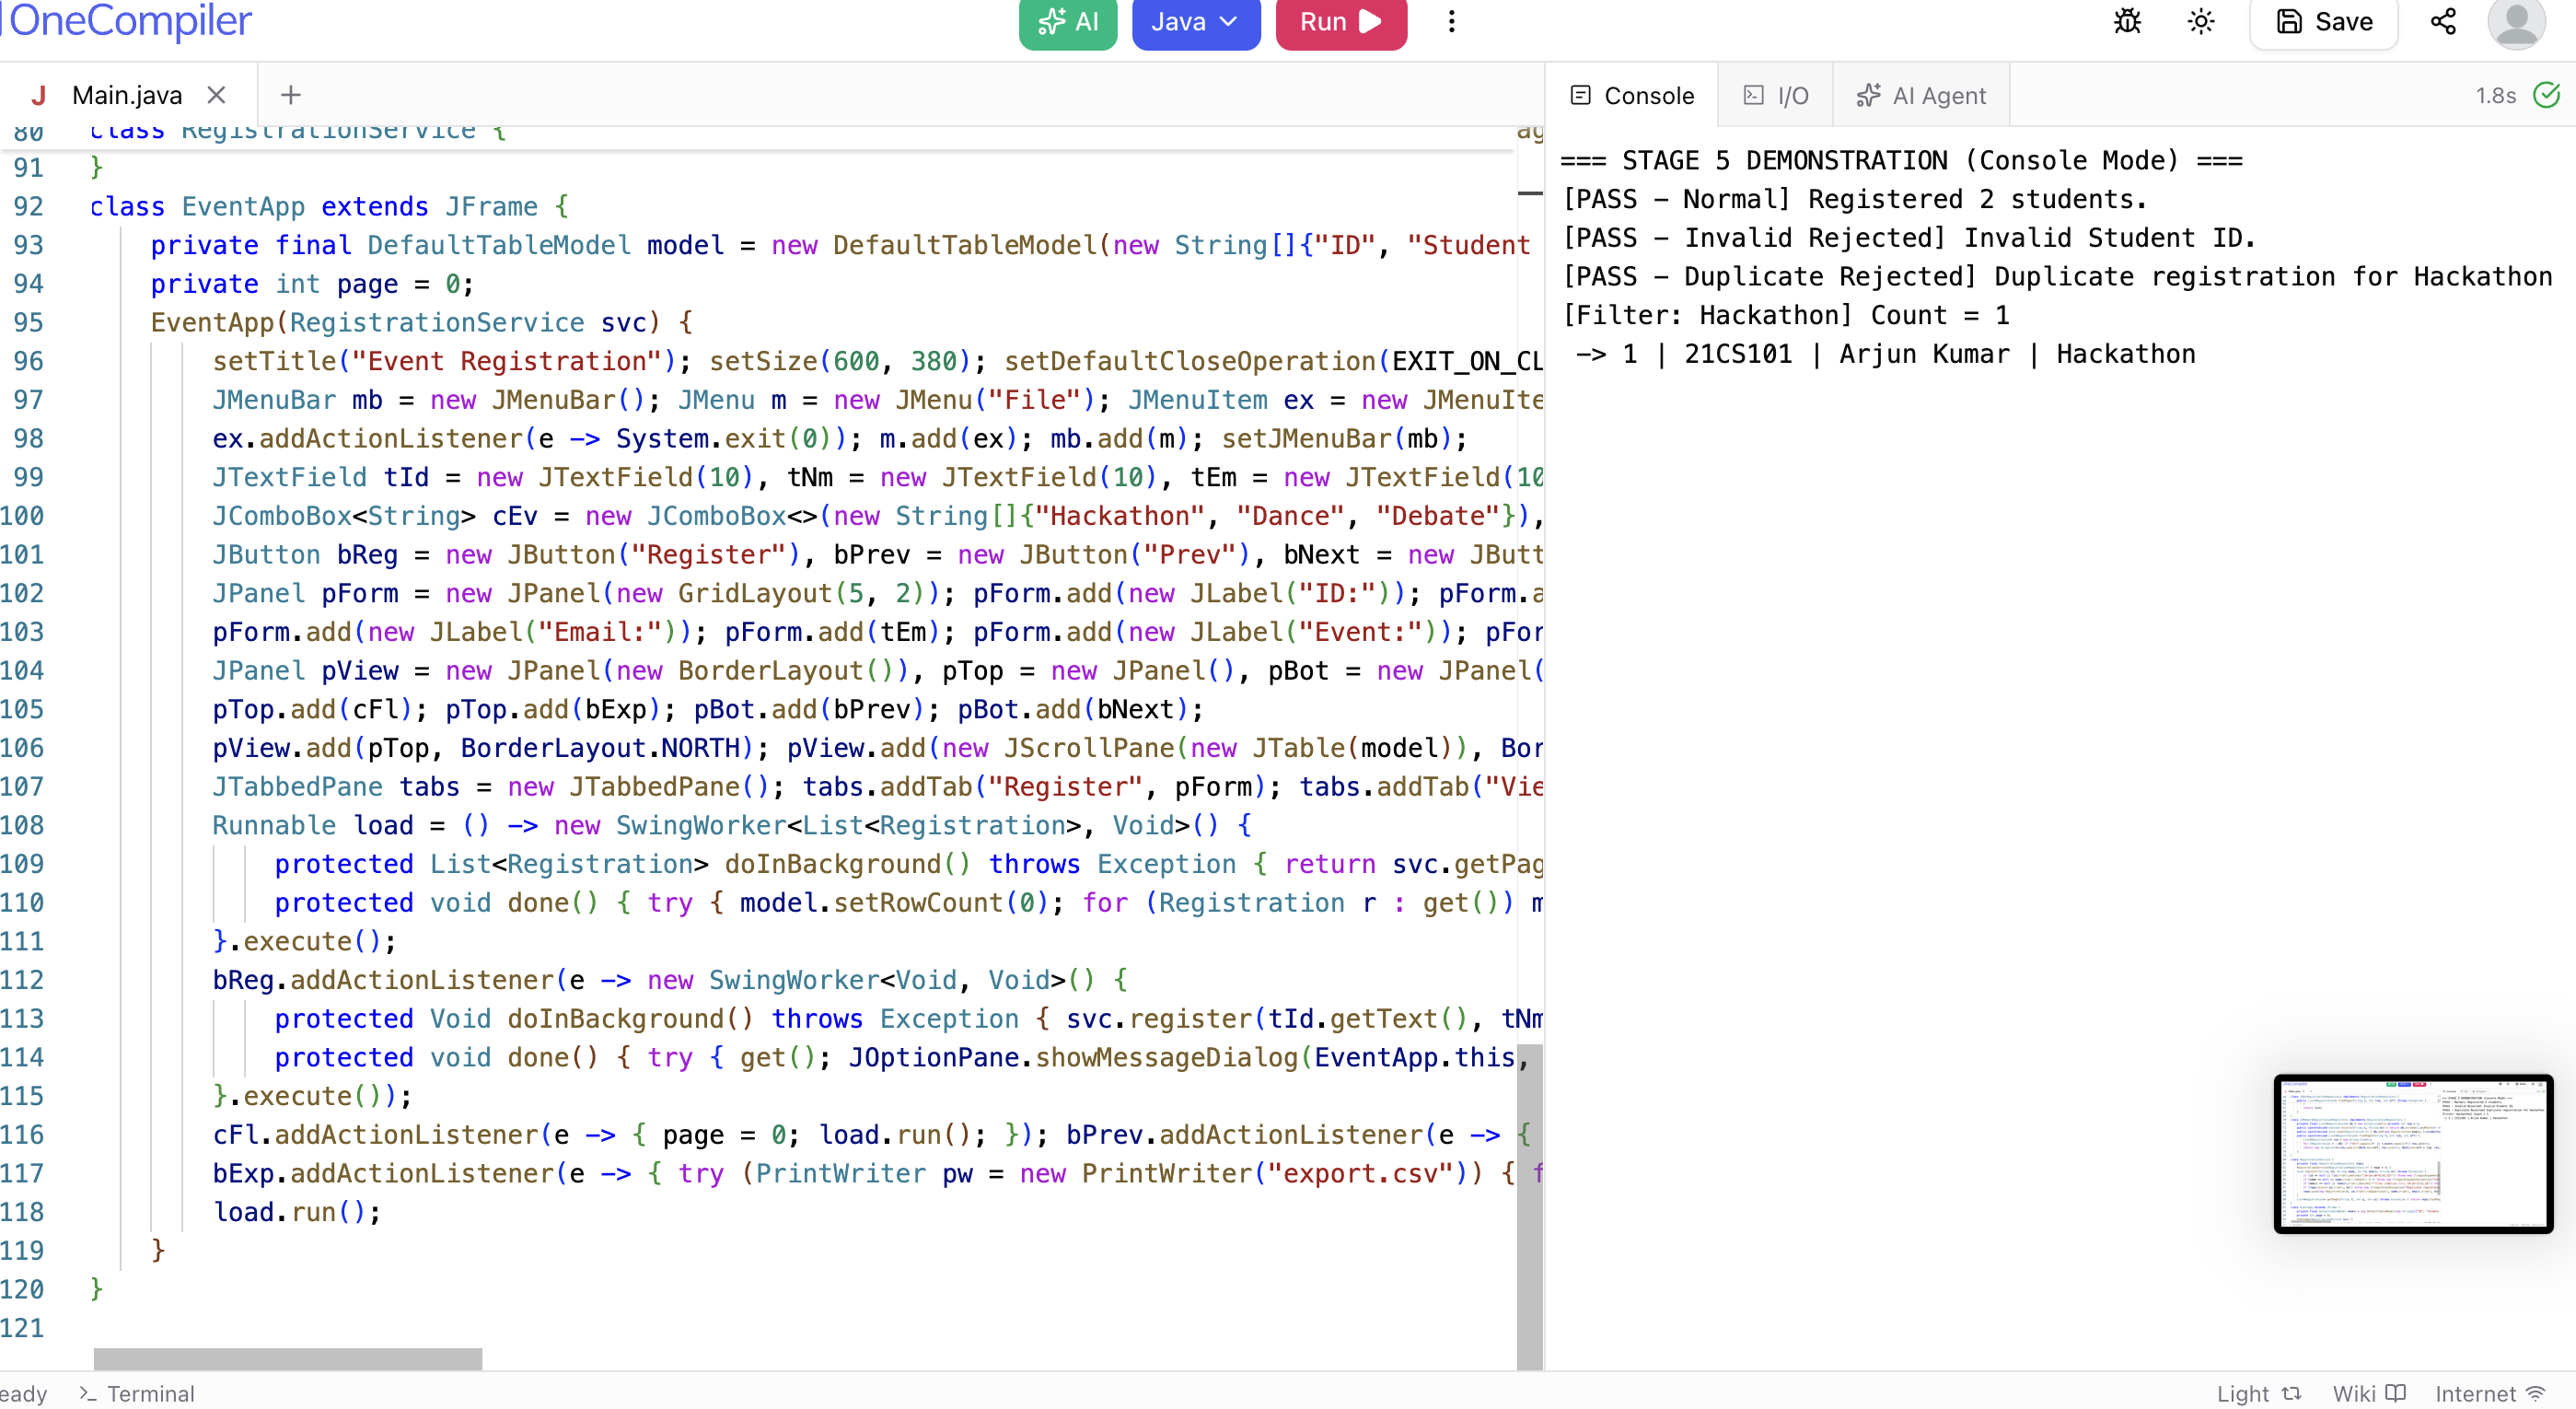 OneCompiler
AI
Java
Run
Save
J Main.java
Console
I/O
AI Agent
1.8s
80 class RegistrationService {
91 }
92 class EventApp extends JFrame {
93 private final DefaultTableModel model = new DefaultTableModel(new String[]{"ID", "Student
94 private int page = 0;
95 EventApp(RegistrationService svc) {
96 setTitle("Event Registration"); setSize(600, 380); setDefaultCloseOperation(EXIT_ON_CL
97 JMenuBar mb = new JMenuBar(); JMenu m = new JMenu("File"); JMenuItem ex = new JMenuIte
98 ex.addActionListener(e -> System.exit(0)); m.add(ex); mb.add(m); setJMenuBar(mb);
99 JTextField tId = new JTextField(10), tNm = new JTextField(10), tEm = new JTextField(10
100 JComboBox<String> cEv = new JComboBox<>(new String[]{"Hackathon", "Dance", "Debate"}),
101 JButton bReg = new JButton("Register"), bPrev = new JButton("Prev"), bNext = new JButt
102 JPanel pForm = new JPanel(new GridLayout(5, 2)); pForm.add(new JLabel("ID:")); pForm.a
103 pForm.add(new JLabel("Email:")); pForm.add(tEm); pForm.add(new JLabel("Event:")); pFor
104 JPanel pView = new JPanel(new BorderLayout()), pTop = new JPanel(), pBot = new JPanel(
105 pTop.add(cFl); pTop.add(bExp); pBot.add(bPrev); pBot.add(bNext);
106 pView.add(pTop, BorderLayout.NORTH); pView.add(new JScrollPane(new JTable(model)), Bor
107 JTabbedPane tabs = new JTabbedPane(); tabs.addTab("Register", pForm); tabs.addTab("Vie
108 Runnable load = () -> new SwingWorker<List<Registration>, Void>() {
109 protected List<Registration> doInBackground() throws Exception { return svc.getPag
110 protected void done() { try { model.setRowCount(0); for (Registration r : get()) m
111 }.execute();
112 bReg.addActionListener(e -> new SwingWorker<Void, Void>() {
113 protected Void doInBackground() throws Exception { svc.register(tId.getText(), tNm
114 protected void done() { try { get(); JOptionPane.showMessageDialog(EventApp.this,
115 }.execute());
116 cFl.addActionListener(e -> { page = 0; load.run(); }); bPrev.addActionListener(e -> {
117 bExp.addActionListener(e -> { try (PrintWriter pw = new PrintWriter("export.csv")) { f
118 load.run();
119 }
120 }
121
=== STAGE 5 DEMONSTRATION (Console Mode) ===
[PASS - Normal] Registered 2 students.
[PASS - Invalid Rejected] Invalid Student ID.
[PASS - Duplicate Rejected] Duplicate registration for Hackathon
[Filter: Hackathon] Count = 1
-> 1 | 21CS101 | Arjun Kumar | Hackathon
eady
Terminal
Light
Wiki
Internet